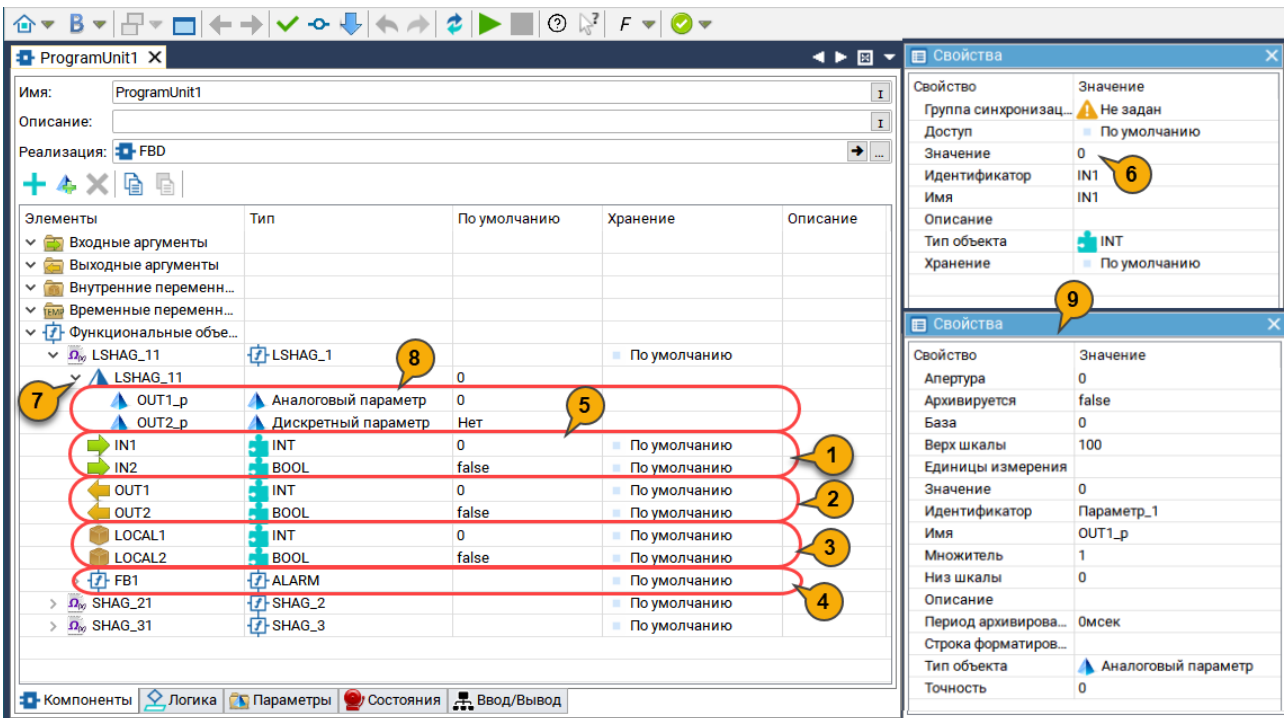 B F
ProgramUnit1
Имя: ProgramUnit1 I
Описание: I
Реализация: FBD ...
Элементы Тип По умолчанию Хранение Описание
Входные аргументы
Выходные аргументы
Внутренние переменн...
TEMP Временные переменн...
Функциональные объе...
LSHAG_11 LSHAG_1 По умолчанию
8
LSHAG_11 0
7
OUT1_p Аналоговый параметр 0
5
OUT2_p Дискретный параметр Нет
IN1 INT 0 По умолчанию
1
IN2 BOOL false По умолчанию
OUT1 INT 0 По умолчанию
2
OUT2 BOOL false По умолчанию
LOCAL1 INT 0 По умолчанию
3
LOCAL2 BOOL false По умолчанию
FB1 ALARM По умолчанию
4
SHAG_21 SHAG_2 По умолчанию
SHAG_31 SHAG_3 По умолчанию
Компоненты Логика Параметры Состояния Ввод/Вывод
Свойства
Свойство Значение
Группа синхронизац... Не задан
Доступ По умолчанию
Значение 0
6
Идентификатор IN1
Имя IN1
Описание
Тип объекта INT
Хранение По умолчанию
9
Свойства
Свойство Значение
Апертура 0
Архивируется false
База 0
Верх шкалы 100
Единицы измерения
Значение 0
Идентификатор Параметр_1
Имя OUT1_p
Множитель 1
Низ шкалы 0
Описание
Период архивирова... 0мсек
Строка форматиров...
Тип объекта Аналоговый параметр
Точность 0